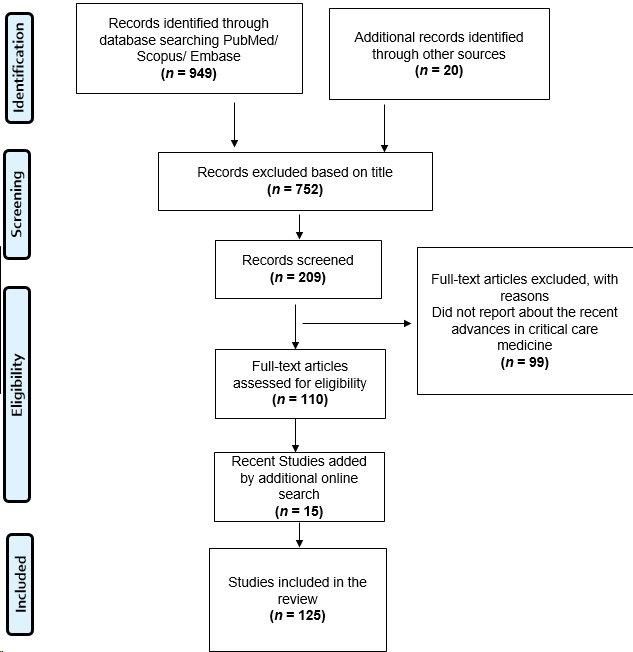 Identification
Records identified through
database searching PubMed/
Scopus/ Embase
(n = 949)
Additional records identified
through other sources
(n = 20)
Screening
Records excluded based on title
(n = 752)
Records screened
(n = 209)
Eligibility
Full-text articles excluded, with
reasons
Did not report about the recent
advances in critical care
medicine
(n = 99)
Full-text articles
assessed for eligibility
(n = 110)
Recent Studies added
by additional online
search
(n = 15)
Included
Studies included in the
review
(n = 125)